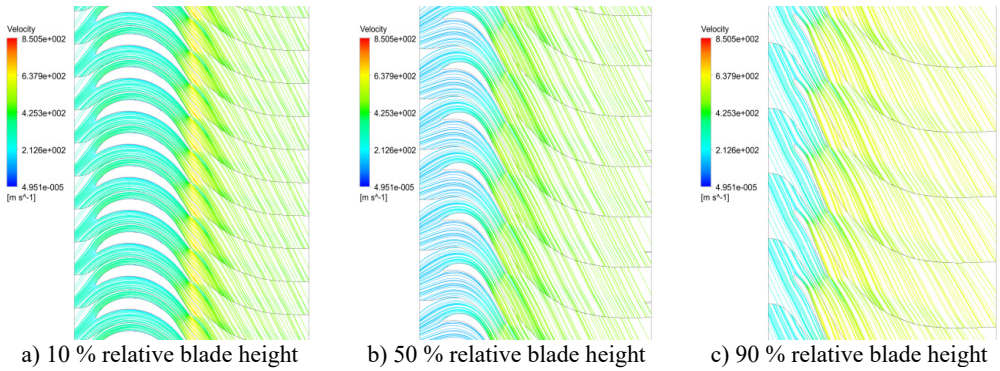 a)
Velocity
8.505e+002
6.379e+002
4.253e+002
2.126e+002
4.951e-005
[m s^-1]
a) 10 % relative blade height
b)
Velocity
8.505e+002
6.379e+002
4.253e+002
2.126e+002
4.951e-005
[m s^-1]
b) 50 % relative blade height
c)
Velocity
8.505e+002
6.379e+002
4.253e+002
2.126e+002
4.951e-005
[m s^-1]
c) 90 % relative blade height